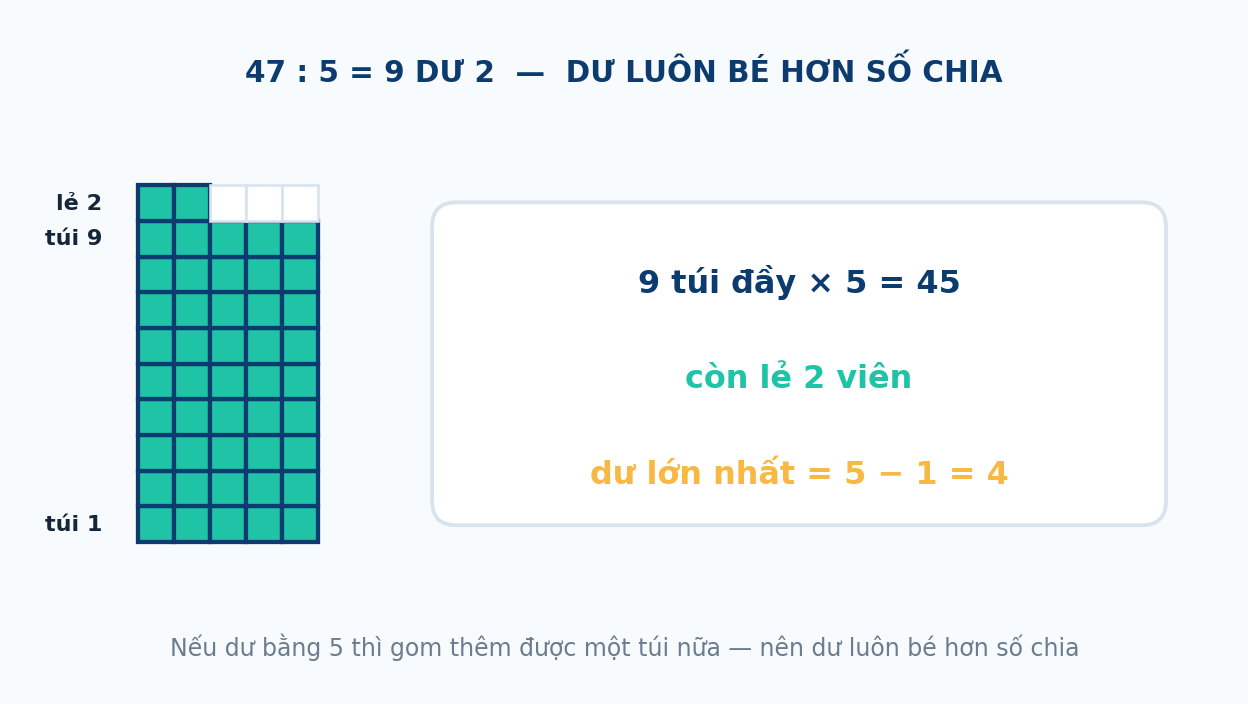 47 : 5 = 9 DƯ 2 — DƯ LUÔN BÉ HƠN SỐ CHIA
lẻ 2
túi 9
túi 1
9 túi đầy × 5 = 45
còn lẻ 2 viên
dư lớn nhất = 5 − 1 = 4
Nếu dư bằng 5 thì gom thêm được một túi nữa — nên dư luôn bé hơn số chia